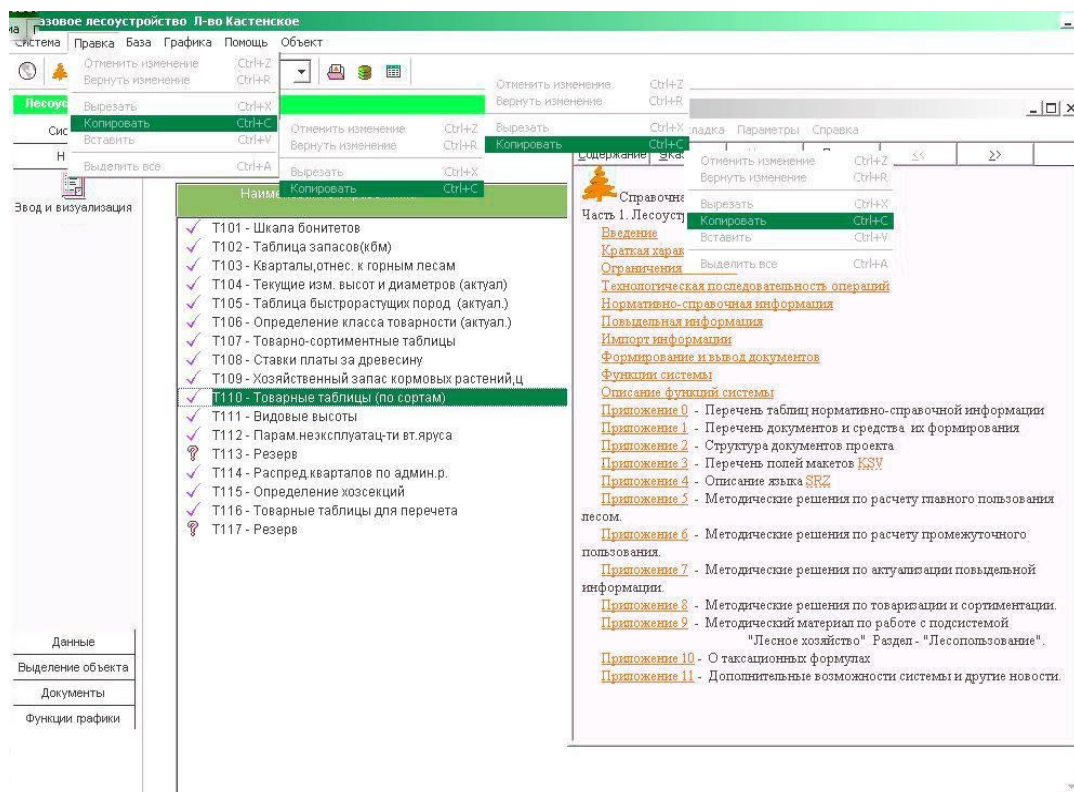 азовое лесоустройство Л-во Кастенское
Система Правка База Графика Помощь Объект
Отменить изменение Ctrl+Z
Вернуть изменение Ctrl+R
Вырезать Ctrl+X
Копировать Ctrl+C
Вставить Ctrl+V
Выделить все Ctrl+A
Отменить изменение Ctrl+Z
Вернуть изменение Ctrl+R
Вырезать Ctrl+X
Копировать Ctrl+C
Отменить изменение Ctrl+Z
Вернуть изменение Ctrl+R
Вырезать Ctrl+X
Копировать Ctrl+C
Отменить изменение Ctrl+Z
Вернуть изменение Ctrl+R
Вырезать Ctrl+X
Копировать Ctrl+C
Вставить Ctrl+V
Выделить все Ctrl+A
Лесоус
Сис
Н
Ввод и визуализация
Наиме
T101 - Шкала бонитетов
T102 - Таблица запасов(кбм)
T103 - Кварталы,отнес. к горным лесам
T104 - Текущие изм. высот и диаметров (актуал)
T105 - Таблица быстрорастущих пород (актуал.)
T106 - Определение класса товарности (актуал.)
T107 - Товарно-сортиментные таблицы
T108 - Ставки платы за древесину
T109 - Хозяйственный запас кормовых растений,ц
T110 - Товарные таблицы (по сортам)
T111 - Видовые высоты
T112 - Парам.неэксплуатац-ти вт.яруса
T113 - Резерв
T114 - Распред.кварталов по админ.р.
T115 - Определение хозсекций
T116 - Товарные таблицы для перечета
T117 - Резерв
Данные
Выделение объекта
Документы
Функции графики
ладка Параметры Справка
Содержание Указ << >>
Справочна
Часть 1. Лесоуст
Введение
Краткая харак
Ограничения
Технологическая последовательность операций
Нормативно-справочная информация
Повыдельная информация
Импорт информации
Формирование и вывод документов
Функции системы
Описание функций системы
Приложение 0 - Перечень таблиц нормативно-справочной информации
Приложение 1 - Перечень документов и средства их формирования
Приложение 2 - Структура документов проекта
Приложение 3 - Перечень полей макетов KSV
Приложение 4 - Описание языка SRZ
Приложение 5 - Методические решения по расчету главного пользования
лесом.
Приложение 6 - Методические решения по расчету промежуточного
пользования.
Приложение 7 - Методические решения по актуализации повыдельной
информации.
Приложение 8 - Методические решения по товаризации и сортиментации.
Приложение 9 - Методический материал по работе с подсистемой
"Лесное хозяйство" Раздел - "Лесопользование".
Приложение 10 - О таксационных формулах
Приложение 11 - Дополнительные возможности системы и другие новости.